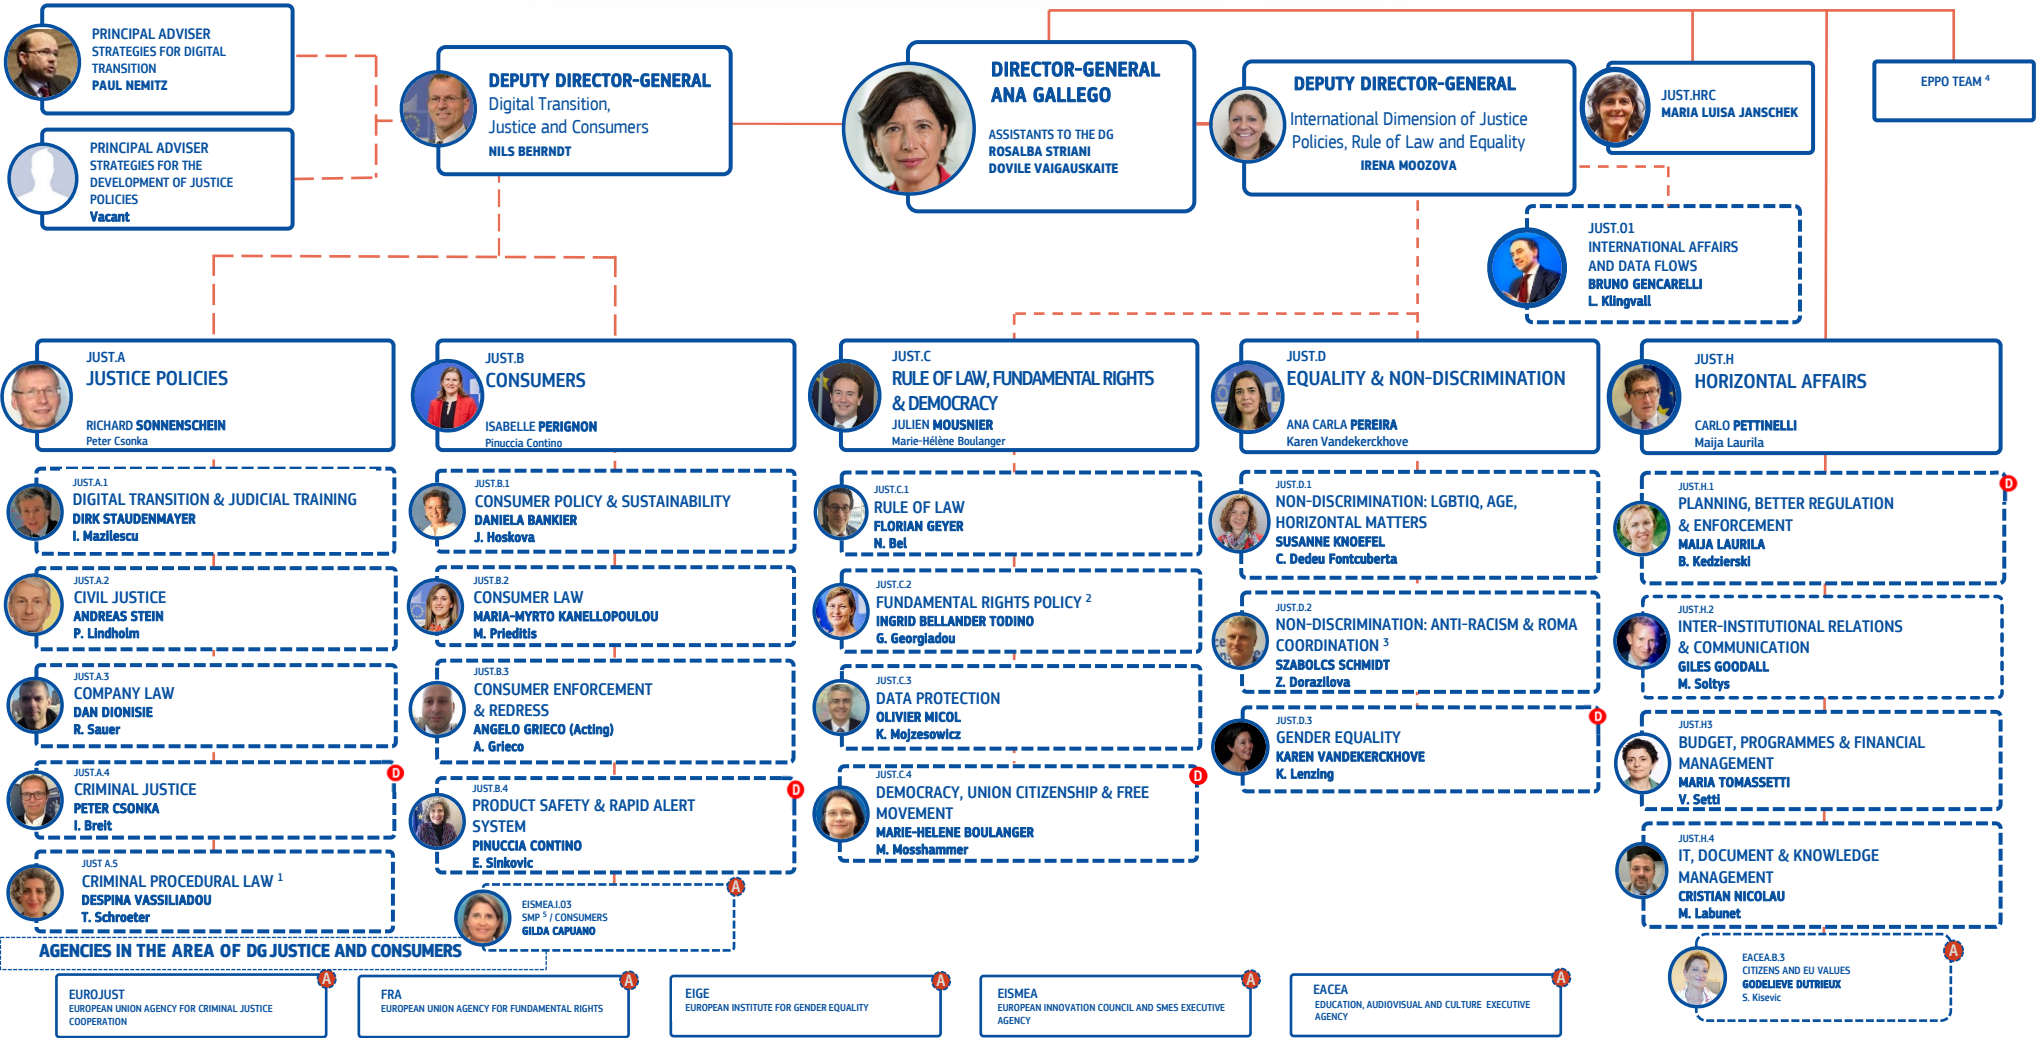 PRINCIPAL ADVISER
STRATEGIES FOR DIGITAL
TRANSITION
PAUL NEMITZ
PRINCIPAL ADVISER
STRATEGIES FOR THE
DEVELOPMENT OF JUSTICE
POLICIES
Vacant
DEPUTY DIRECTOR-GENERAL
Digital Transition,
Justice and Consumers
NILS BEHRNDT
DIRECTOR-GENERAL
ANA GALLEGO
ASSISTANTS TO THE DG
ROSALBA STRIANI
DOVILE VAIGAUSKAITE
DEPUTY DIRECTOR-GENERAL
International Dimension of Justice
Policies, Rule of Law and Equality
IRENA MOOZOVA
JUST.HRC
MARIA LUISA JANSCHEK
EPPO TEAM 4
JUST.01
INTERNATIONAL AFFAIRS
AND DATA FLOWS
BRUNO GENCARELLI
L. Klingvall
JUST.A
JUSTICE POLICIES
RICHARD SONNENSCHEIN
Peter Csonka
JUST.A.1
DIGITAL TRANSITION & JUDICIAL TRAINING
DIRK STAUDENMAYER
I. Mazilescu
JUST.A.2
CIVIL JUSTICE
ANDREAS STEIN
P. Lindholm
JUST.A.3
COMPANY LAW
DAN DIONISIE
R. Sauer
D
JUST.A.4
CRIMINAL JUSTICE
PETER CSONKA
I. Breit
JUST A.5
CRIMINAL PROCEDURAL LAW 1
DESPINA VASSILIADOU
T. Schroeter
JUST.B
CONSUMERS
ISABELLE PERIGNON
Pinuccia Contino
JUST.B.1
CONSUMER POLICY & SUSTAINABILITY
DANIELA BANKIER
J. Hoskova
JUST.B.2
CONSUMER LAW
MARIA-MYRTO KANELLOPOULOU
M. Prieditis
JUST.B.3
CONSUMER ENFORCEMENT
& REDRESS
ANGELO GRIECO (Acting)
A. Grieco
D
JUST.B.4
PRODUCT SAFETY & RAPID ALERT
SYSTEM
PINUCCIA CONTINO
E. Sinkovic
A
EISMEA.I.03
SMP 5 / CONSUMERS
GILDA CAPUANO
JUST.C
RULE OF LAW, FUNDAMENTAL RIGHTS
& DEMOCRACY
JULIEN MOUSNIER
Marie-Hélène Boulanger
JUST.C.1
RULE OF LAW
FLORIAN GEYER
N. Bel
JUST.C.2
FUNDAMENTAL RIGHTS POLICY 2
INGRID BELLANDER TODINO
G. Georgiadou
JUST.C.3
DATA PROTECTION
OLIVIER MICOL
K. Mojzesowicz
D
JUST.C.4
DEMOCRACY, UNION CITIZENSHIP & FREE
MOVEMENT
MARIE-HELENE BOULANGER
M. Mosshammer
JUST.D
EQUALITY & NON-DISCRIMINATION
ANA CARLA PEREIRA
Karen Vandekerckhove
JUST.D.1
NON-DISCRIMINATION: LGBTIQ, AGE,
HORIZONTAL MATTERS
SUSANNE KNOEFEL
C. Dedeu Fontcuberta
JUST.D.2
NON-DISCRIMINATION: ANTI-RACISM & ROMA
COORDINATION 3
SZABOLCS SCHMIDT
Z. Dorazilova
D
JUST.D.3
GENDER EQUALITY
KAREN VANDEKERCKHOVE
K. Lenzing
JUST.H
HORIZONTAL AFFAIRS
CARLO PETTINELLI
Maija Laurila
D
JUST.H.1
PLANNING, BETTER REGULATION
& ENFORCEMENT
MAIJA LAURILA
B. Kedzierski
JUST.H.2
INTER-INSTITUTIONAL RELATIONS
& COMMUNICATION
GILES GOODALL
M. Soltys
JUST.H3
BUDGET, PROGRAMMES & FINANCIAL
MANAGEMENT
MARIA TOMASSETTI
V. Setti
JUST.H.4
IT, DOCUMENT & KNOWLEDGE
MANAGEMENT
CRISTIAN NICOLAU
M. Labunet
A
EACEA.B.3
CITIZENS AND EU VALUES
GODELIEVE DUTRIEUX
S. Kisevic
AGENCIES IN THE AREA OF DG JUSTICE AND CONSUMERS
A
EUROJUST
EUROPEAN UNION AGENCY FOR CRIMINAL JUSTICE
COOPERATION
A
FRA
EUROPEAN UNION AGENCY FOR FUNDAMENTAL RIGHTS
A
EIGE
EUROPEAN INSTITUTE FOR GENDER EQUALITY
A
EISMEA
EUROPEAN INNOVATION COUNCIL AND SMES EXECUTIVE
AGENCY
A
EACEA
EDUCATION, AUDIOVISUAL AND CULTURE EXECUTIVE
AGENCY